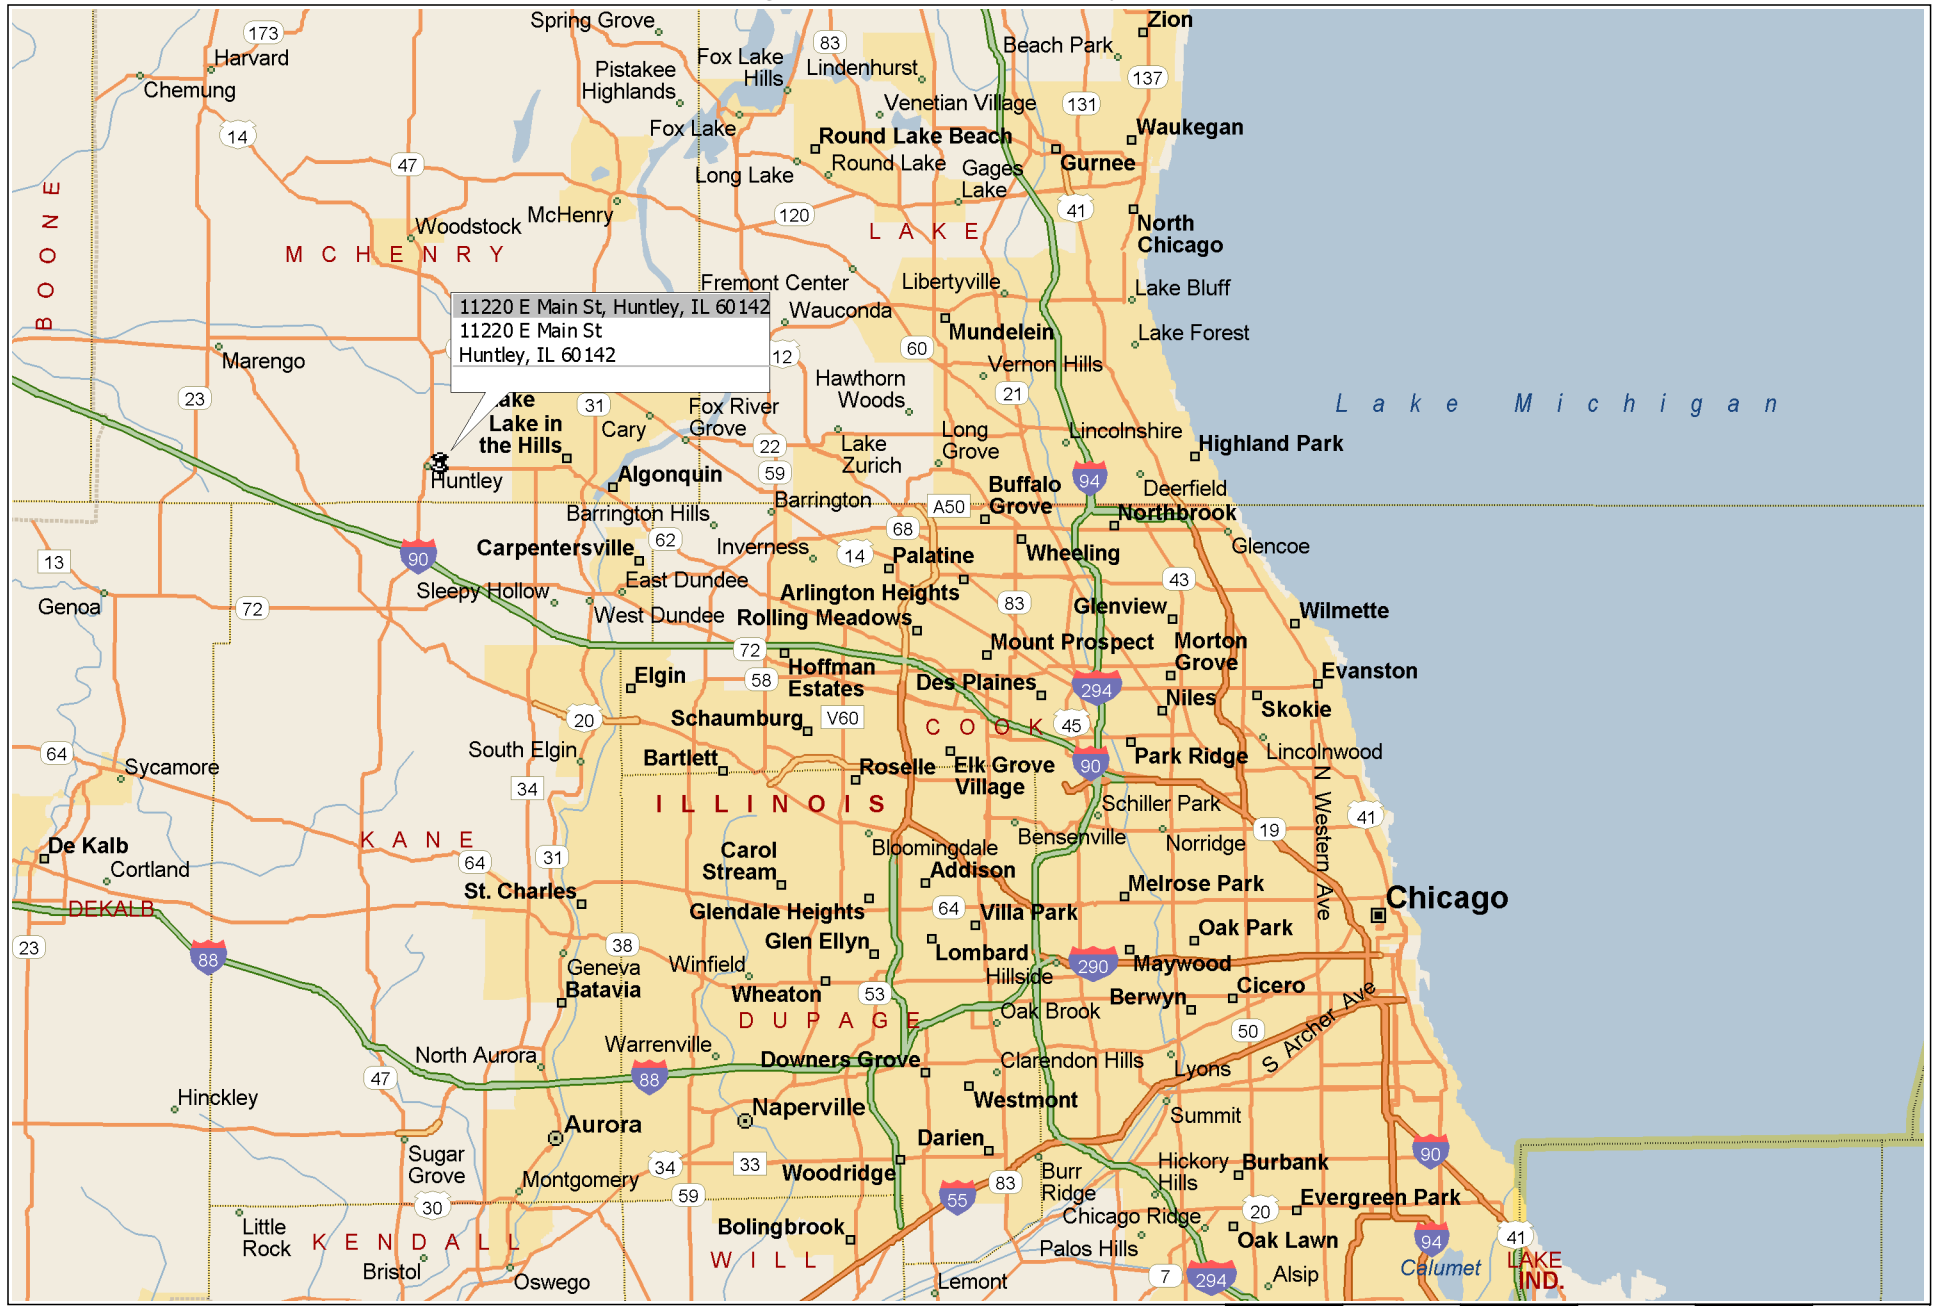 Spring Grove
Zion
173
83
Beach Park
Harvard
Fox Lake
Hills
Lindenhurst
Pistakee
Highlands
137
Chemung
Venetian Village
131
14
Fox Lake
Round Lake Beach
Waukegan
47
Long Lake
Round Lake
Gages
Lake
Gurnee
BOONE
McHenry
120
41
Woodstock
North
Chicago
LAKE
MCHENRY
Fremont Center
Libertyville
Lake Bluff
11220 E Main St, Huntley, IL 60142
11220 E Main St
Huntley, IL 60142
Wauconda
Mundelein
Lake Forest
Marengo
12
60
Vernon Hills
23
Hawthorn
Woods
21
Lake Michigan
ake
31
Fox River
Grove
Lake in
the Hills
Cary
22
Lake
Zurich
Long
Grove
Lincolnshire
Highland Park
Huntley
Algonquin
59
94
Buffalo
Grove
Deerfield
Barrington
A50
Barrington Hills
68
Northbrook
13
90
Carpentersville
62
Inverness
14
Palatine
Wheeling
Glencoe
Genoa
72
Sleepy Hollow
East Dundee
West Dundee
Arlington Heights
83
43
Rolling Meadows
Glenview
Wilmette
72
Mount Prospect
Morton
Grove
Elgin
Hoffman
Estates
58
Des Plaines
294
Evanston
Niles
20
Schaumburg
V60
COOK
45
Skokie
64
Sycamore
South Elgin
Bartlett
Roselle
Elk Grove
Village
90
Park Ridge
Lincolnwood
34
ILLINOIS
Schiller Park
N Western Ave
41
De Kalb
KANE
Bloomingdale
Bensenville
Norridge
19
Cortland
64
31
Carol
Stream
Addison
St. Charles
Melrose Park
Chicago
DEKALB
Glendale Heights
64
Villa Park
23
88
38
Glen Ellyn
Lombard
Oak Park
Geneva
Winfield
Hillside
290
Maywood
Batavia
Wheaton
53
Berwyn
Cicero
DUPAGE
Oak Brook
50
S Archer Ave
North Aurora
Warrenville
Downers Grove
Clarendon Hills
Lyons
47
88
Hinckley
Naperville
Westmont
Summit
Aurora
Darien
90
Sugar
Grove
34
33
Woodridge
Burr
Ridge
Hickory
Hills
Burbank
Montgomery
59
55
83
Evergreen Park
30
Little
Rock
Bolingbrook
Chicago Ridge
20
KENDALL
WILL
Palos Hills
Oak Lawn
94
41
Bristol
Oswego
Lemont
7
294
Alsip
Calumet
LAKE
IND.